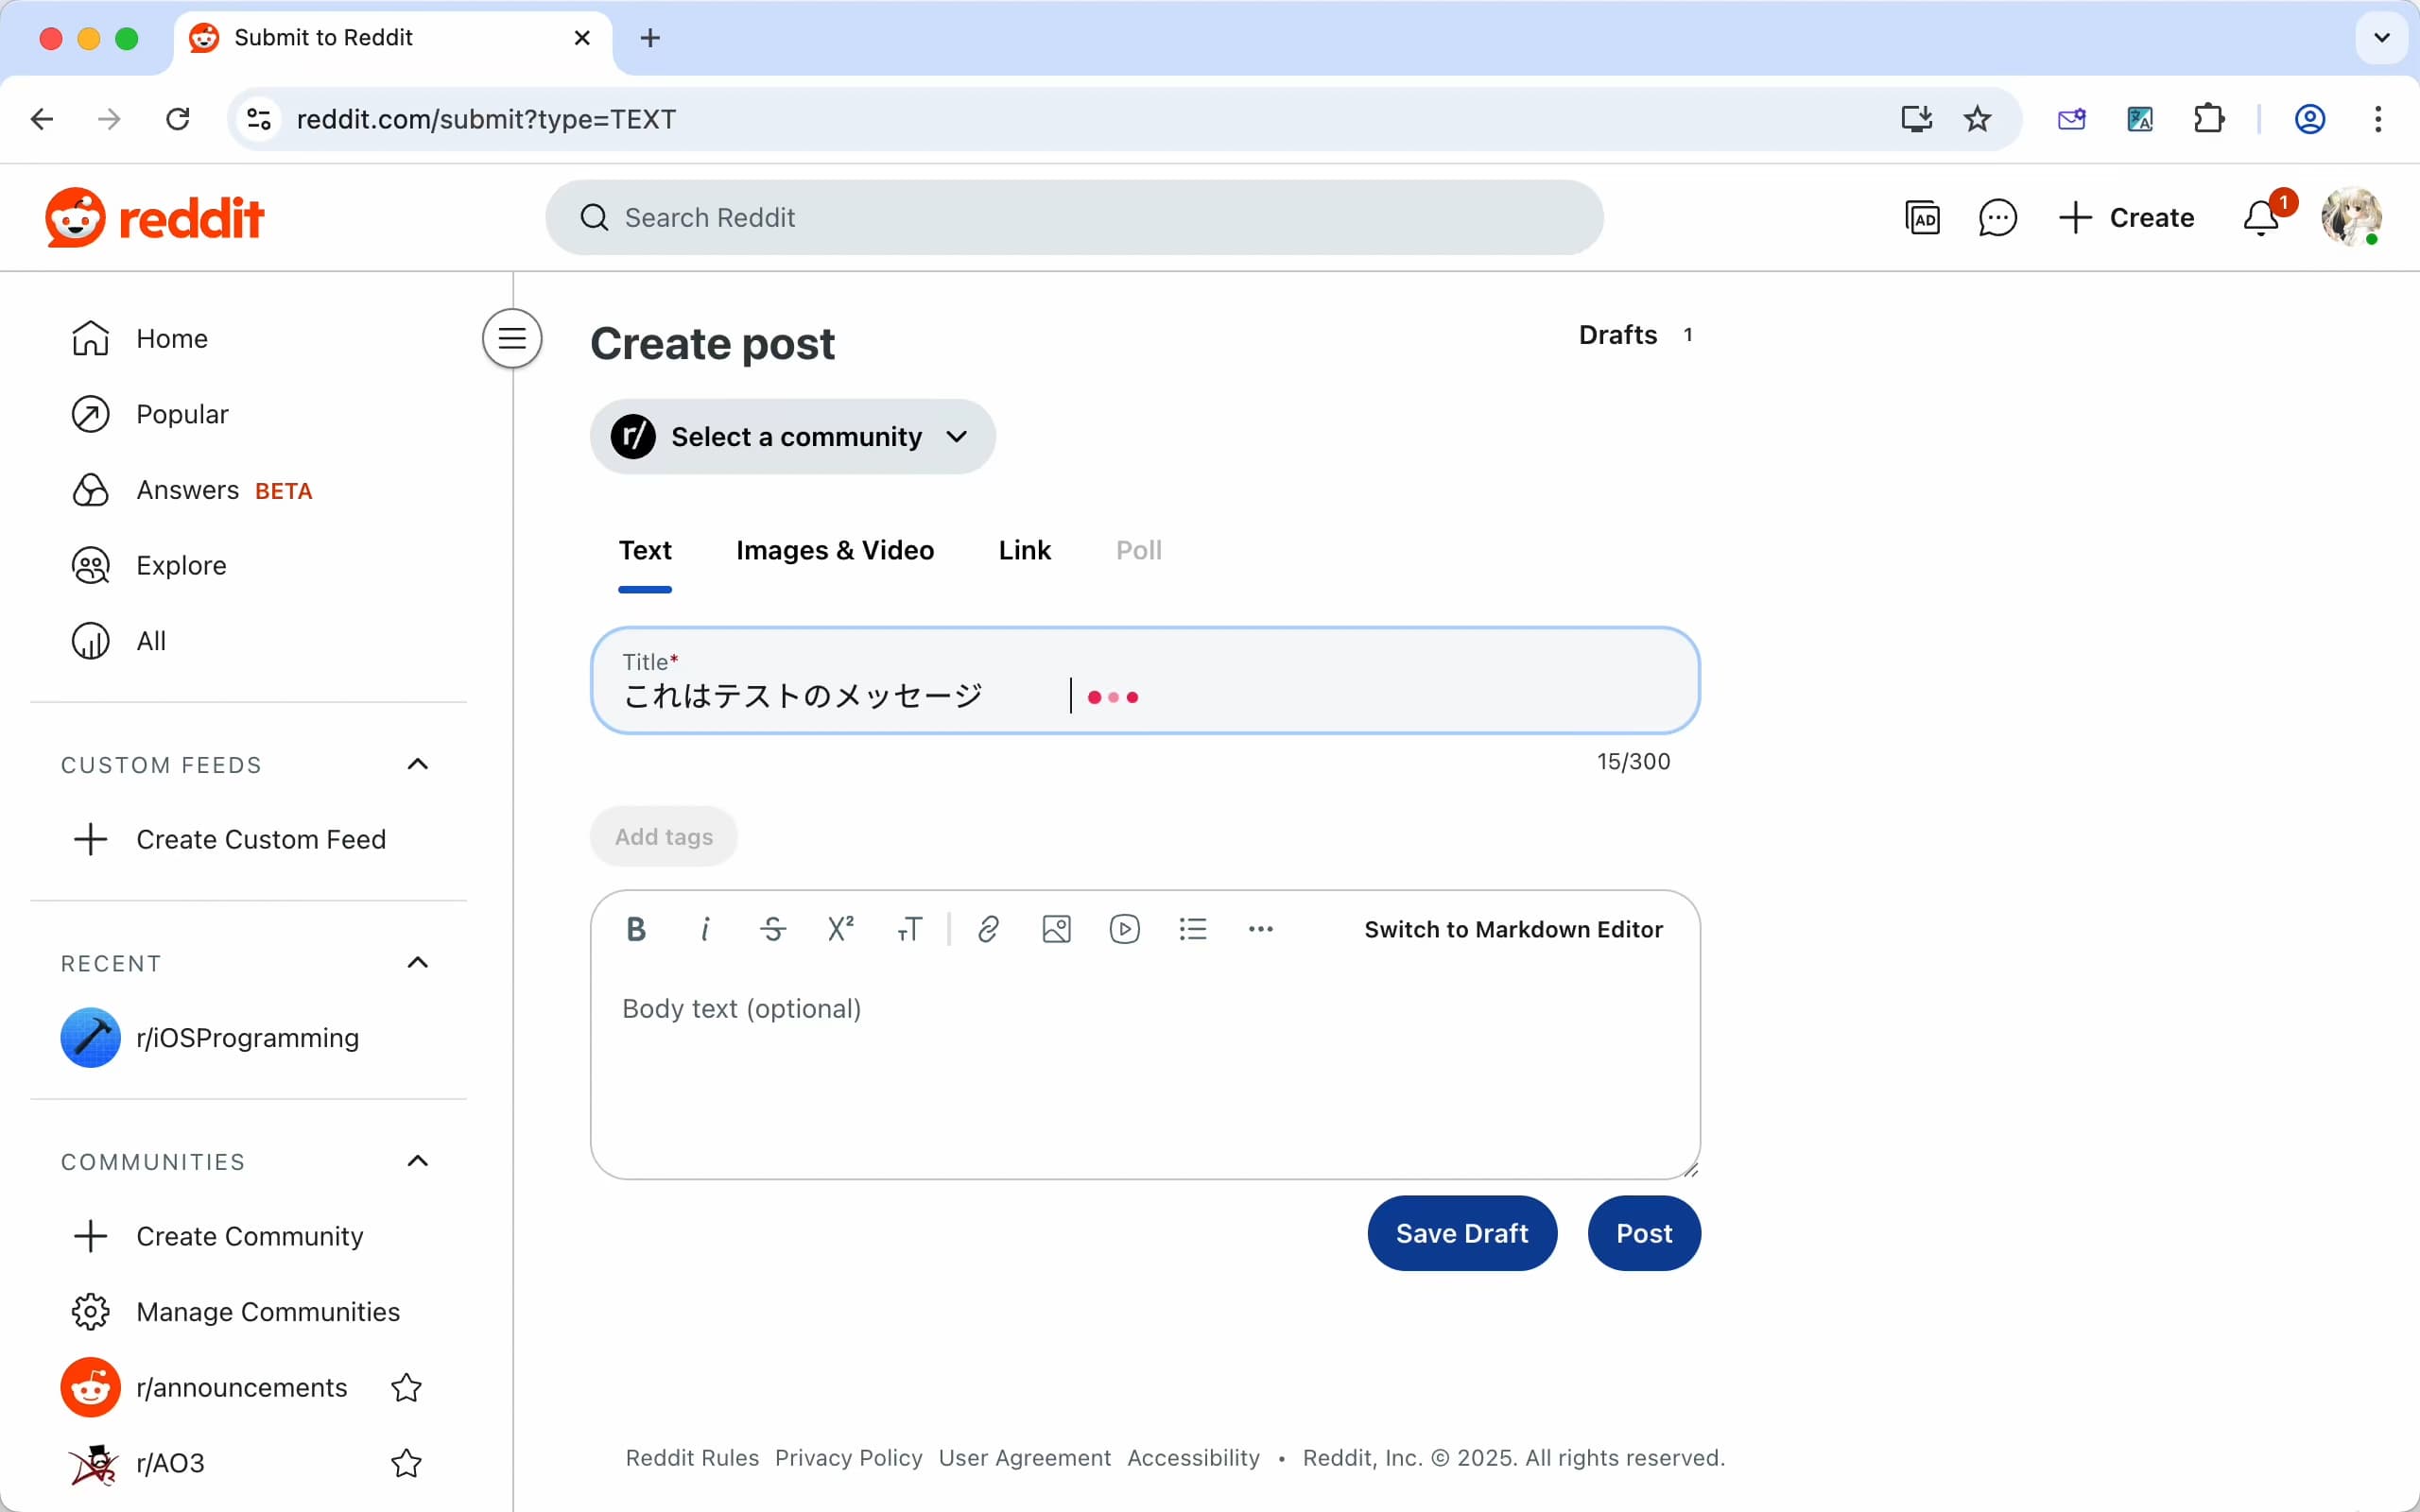 Submit to Reddit
reddit.com/submit?type=TEXT
reddit
Search Reddit
AD
Create
1
Home
Popular
Answers BETA
Explore
All
CUSTOM FEEDS
Create Custom Feed
RECENT
r/iOSProgramming
COMMUNITIES
Create Community
Manage Communities
r/announcements
r/AO3
Create post
Drafts 1
r/ Select a community
Text Images & Video Link Poll
Title*
これはテストのメッセージ
15/300
Add tags
Switch to Markdown Editor
Body text (optional)
Save Draft Post
Reddit Rules Privacy Policy User Agreement Accessibility • Reddit, Inc. © 2025. All rights reserved.